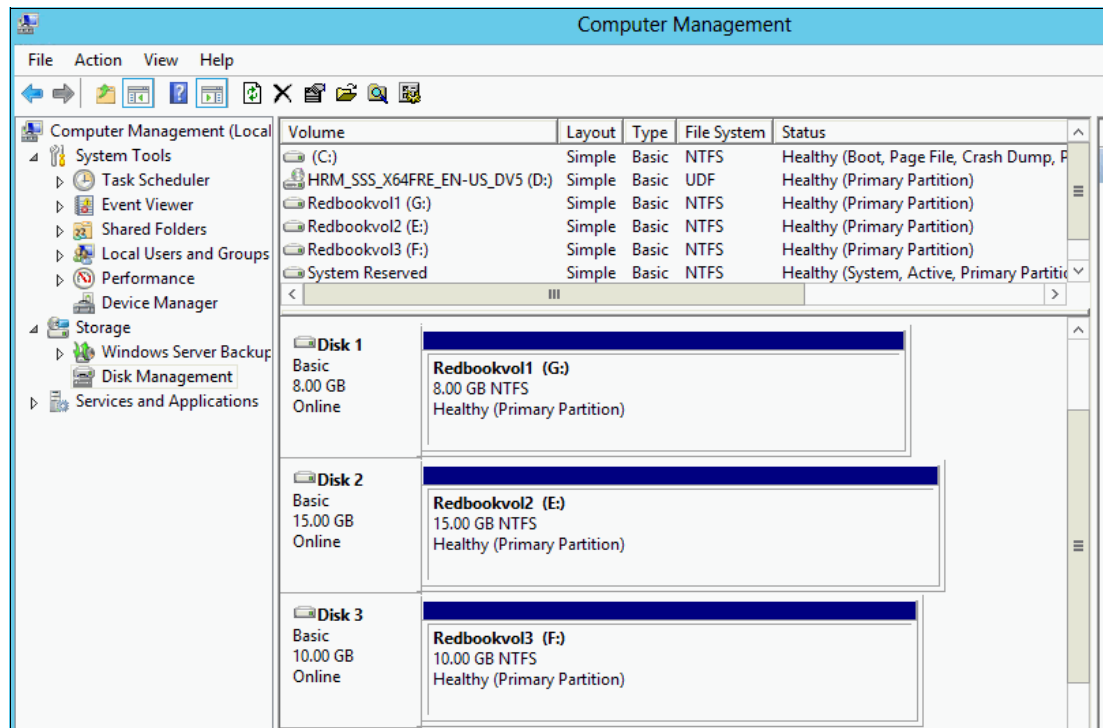 Computer Management
File Action View Help
Computer Management (Local
System Tools
Task Scheduler
Event Viewer
Shared Folders
Local Users and Groups
Performance
Device Manager
Storage
Windows Server Backup
Disk Management
Services and Applications
Volume Layout Type File System Status
(C:) Simple Basic NTFS Healthy (Boot, Page File, Crash Dump, P
HRM_SSS_X64FRE_EN-US_DV5 (D:) Simple Basic UDF Healthy (Primary Partition)
Redbookvol1 (G:) Simple Basic NTFS Healthy (Primary Partition)
Redbookvol2 (E:) Simple Basic NTFS Healthy (Primary Partition)
Redbookvol3 (F:) Simple Basic NTFS Healthy (Primary Partition)
System Reserved Simple Basic NTFS Healthy (System, Active, Primary Partitic
Disk 1
Basic
8.00 GB
Online
Redbookvol1 (G:)
8.00 GB NTFS
Healthy (Primary Partition)
Disk 2
Basic
15.00 GB
Online
Redbookvol2 (E:)
15.00 GB NTFS
Healthy (Primary Partition)
Disk 3
Basic
10.00 GB
Online
Redbookvol3 (F:)
10.00 GB NTFS
Healthy (Primary Partition)